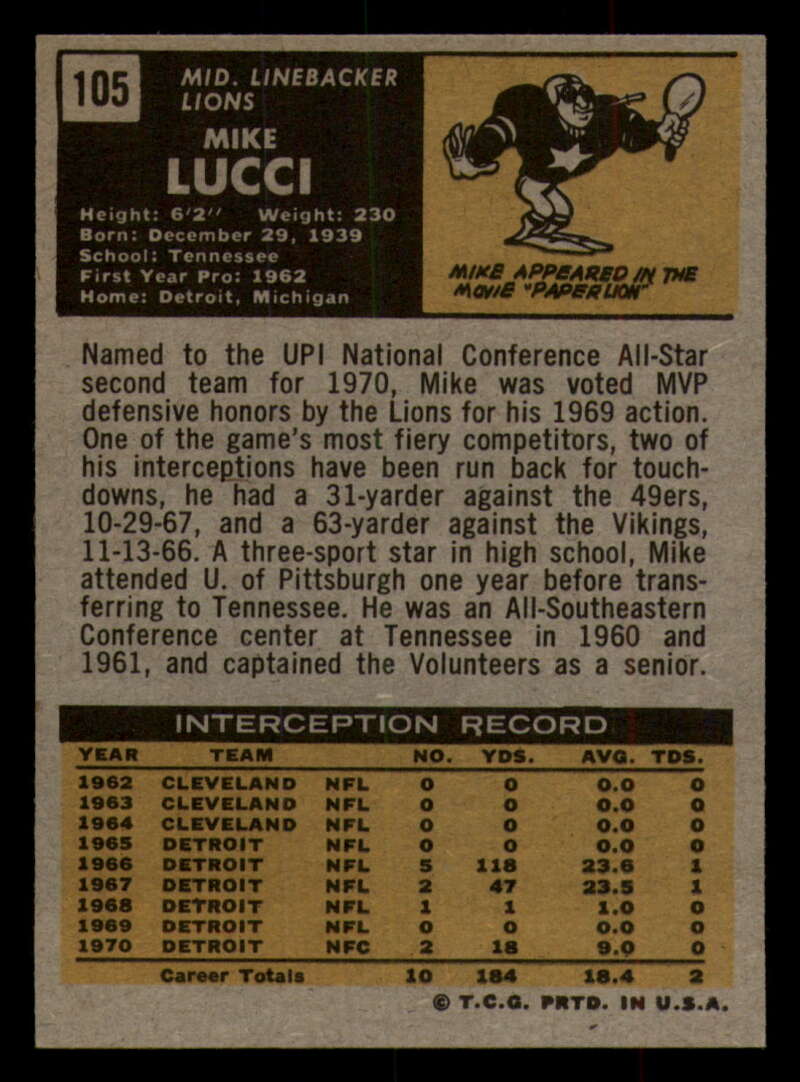 105
MID. LINEBACKER
LIONS
MIKE
LUCCI
Height: 6'2" Weight: 230
Born: December 29, 1939
School: Tennessee
First Year Pro: 1962
Home: Detroit, Michigan
MIKE APPEARED IN THE
MOVIE "PAPER LION"
Named to the UPI National Conference All-Star
second team for 1970, Mike was voted MVP
defensive honors by the Lions for his 1969 action.
One of the game's most fiery competitors, two of
his interceptions have been run back for touch-
downs, he had a 31-yarder against the 49ers,
10-29-67, and a 63-yarder against the Vikings,
11-13-66. A three-sport star in high school, Mike
attended U. of Pittsburgh one year before trans-
ferring to Tennessee. He was an All-Southeastern
Conference center at Tennessee in 1960 and
1961, and captained the Volunteers as a senior.
INTERCEPTION RECORD
YEAR TEAM NO. YDS. AVG. TDS.
1962 CLEVELAND NFL 0 0 0.0 0
1963 CLEVELAND NFL 0 0 0.0 0
1964 CLEVELAND NFL 0 0 0.0 0
1965 DETROIT NFL 0 0 0.0 0
1966 DETROIT NFL 5 118 23.6 1
1967 DETROIT NFL 2 47 23.5 1
1968 DETROIT NFL 1 1 1.0 0
1969 DETROIT NFL 0 0 0.0 0
1970 DETROIT NFC 2 18 9.0 0
Career Totals 10 184 18.4 2
© T.C.G. PRTD. IN U.S.A.